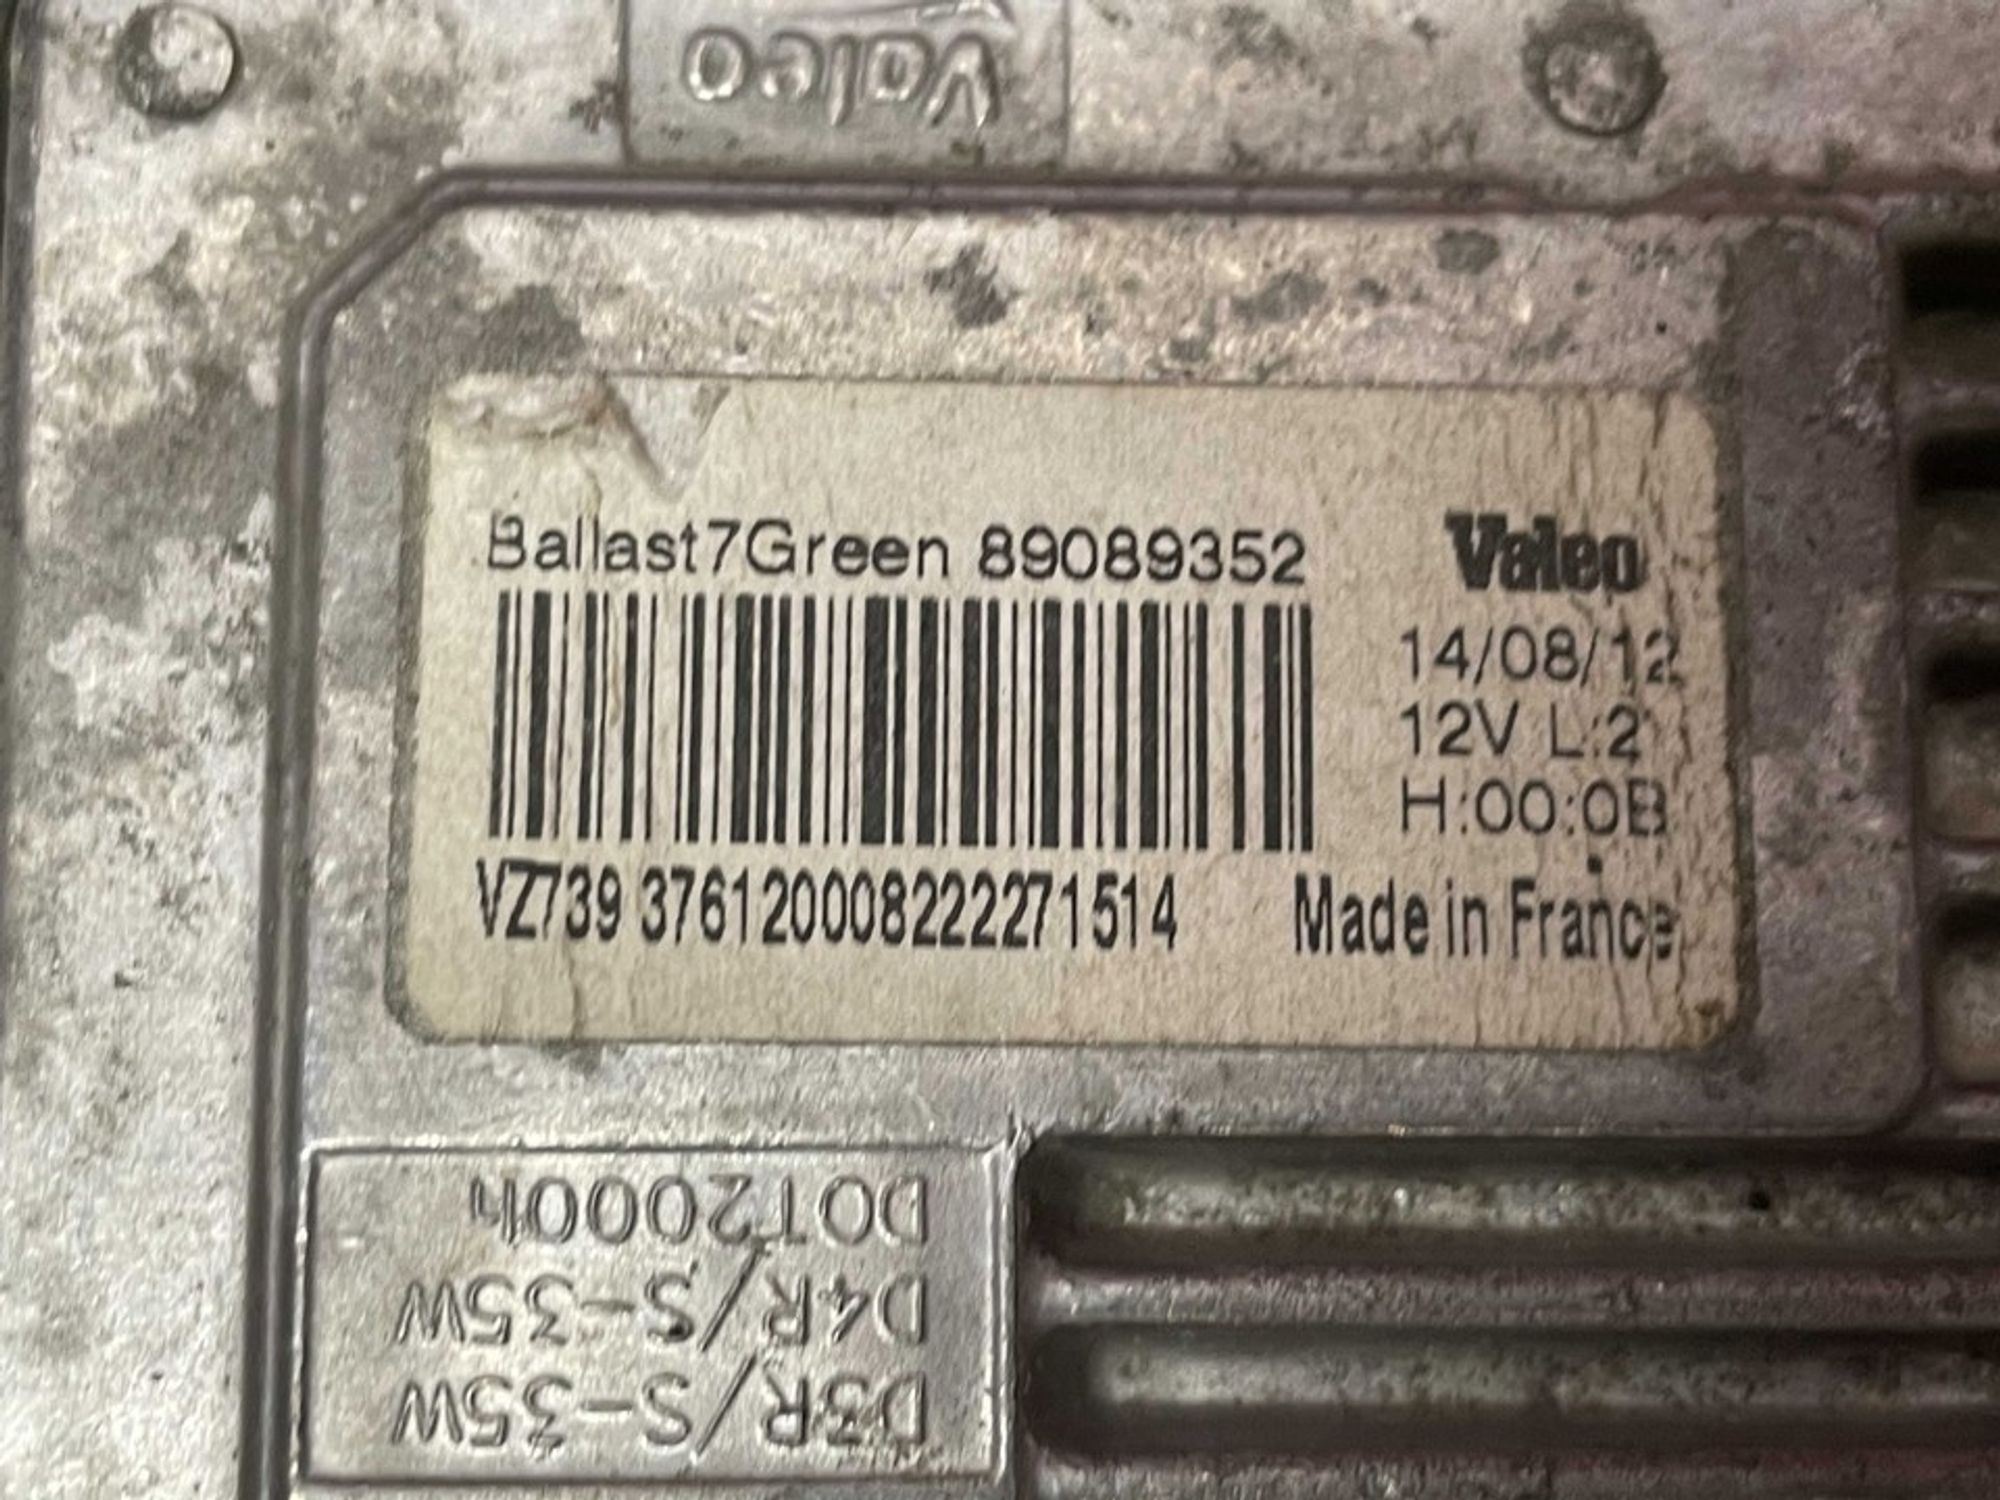 Valeo
Ballast7Green 89089352
Valeo
14/08/12
12V L:2
H:00:0B
VZ739 376120008222271514
Made in France
D3R/S-35W
D4R/S-35W
DOT2000h